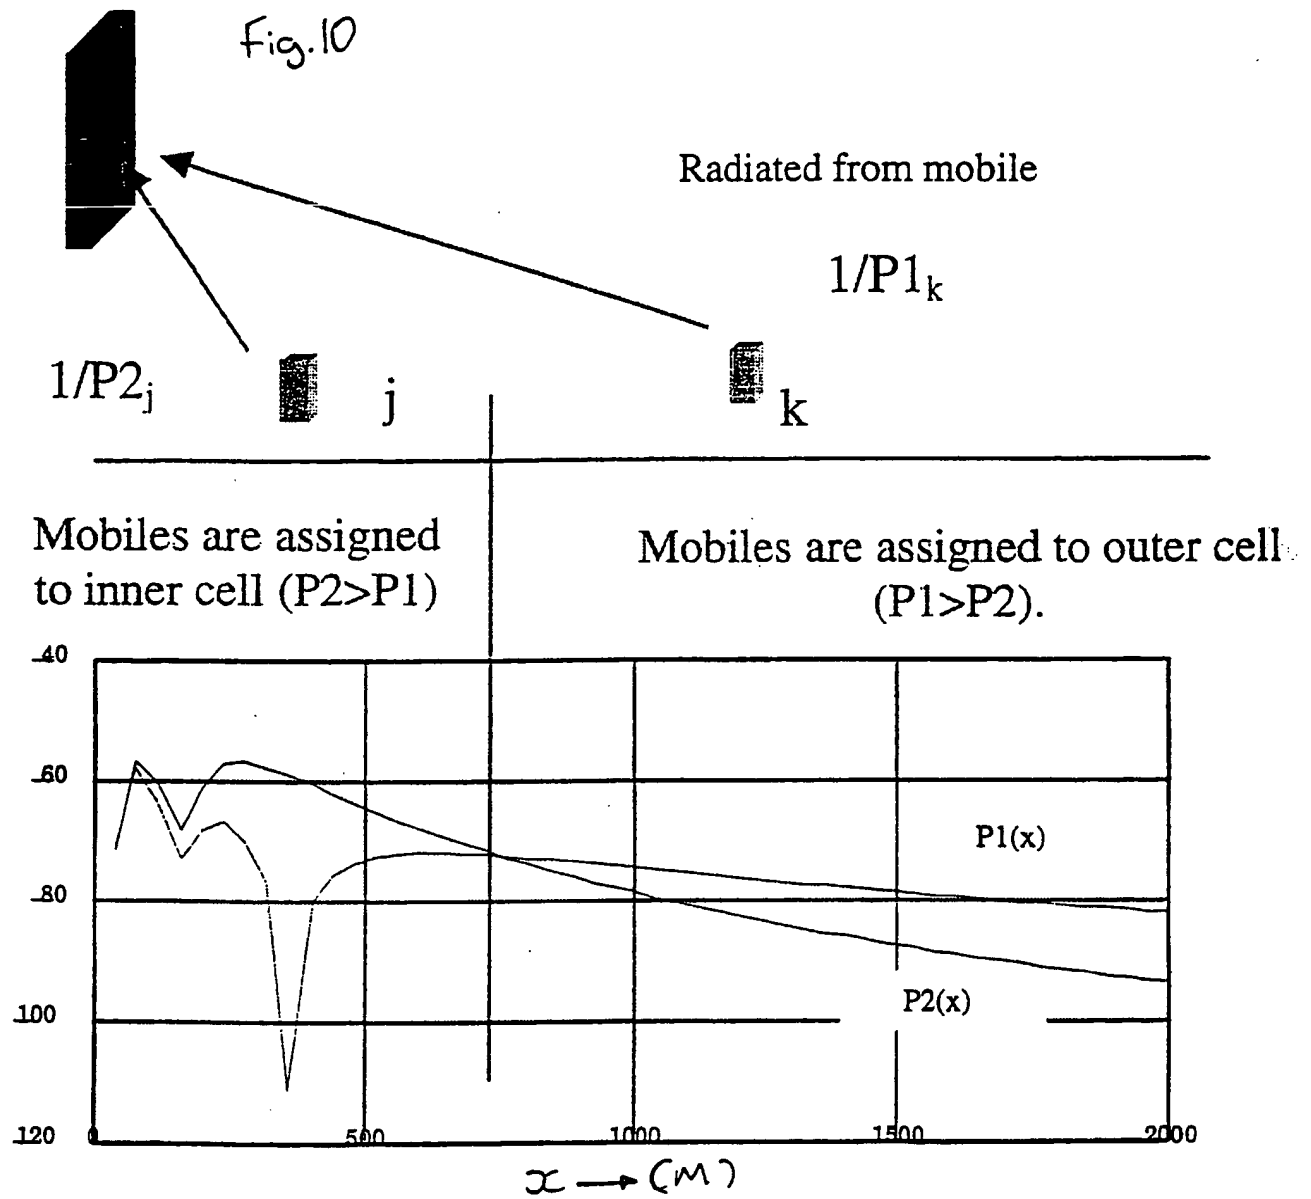 Fig.10
Radiated from mobile
1/P1k
1/P2j
j
k
Mobiles are assigned
to inner cell (P2>P1)
Mobiles are assigned to outer cell
(P1>P2).
-40
-60
-80
-100
-120
P1(x)
P2(x)
0 500 1000 1500 2000
x → (M)